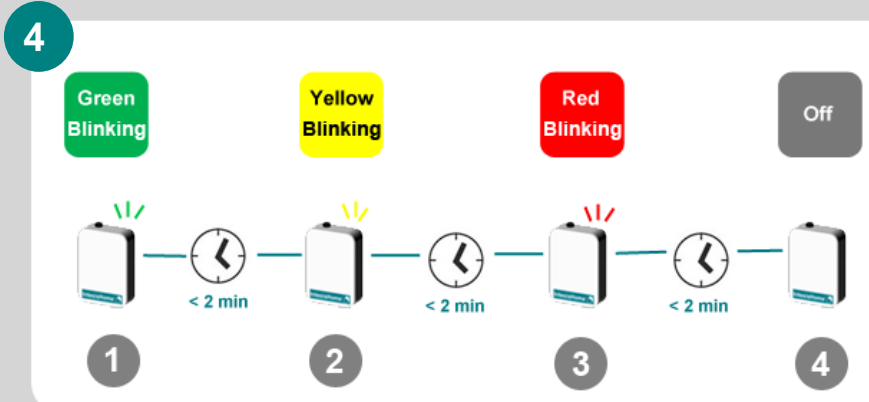 4
Green
Blinking
Yellow
Blinking
Red
Blinking
Off
< 2 min
< 2 min
< 2 min
1
2
3
4